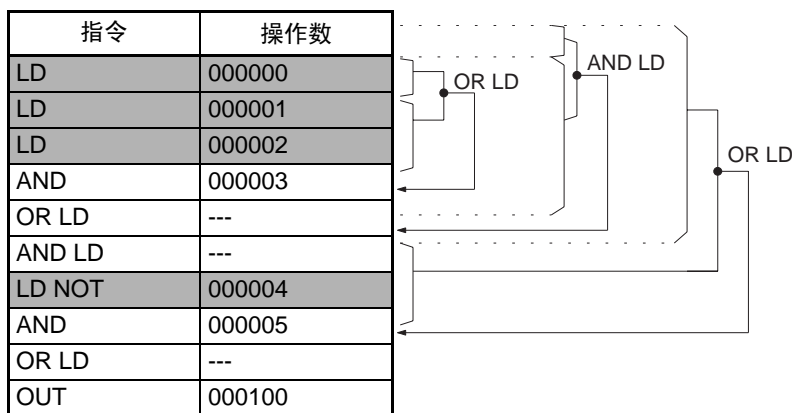 指令 操作数
LD 000000
LD 000001
LD 000002
AND 000003
OR LD ---
AND LD ---
LD NOT 000004
AND 000005
OR LD ---
OUT 000100
OR LD
AND LD
OR LD